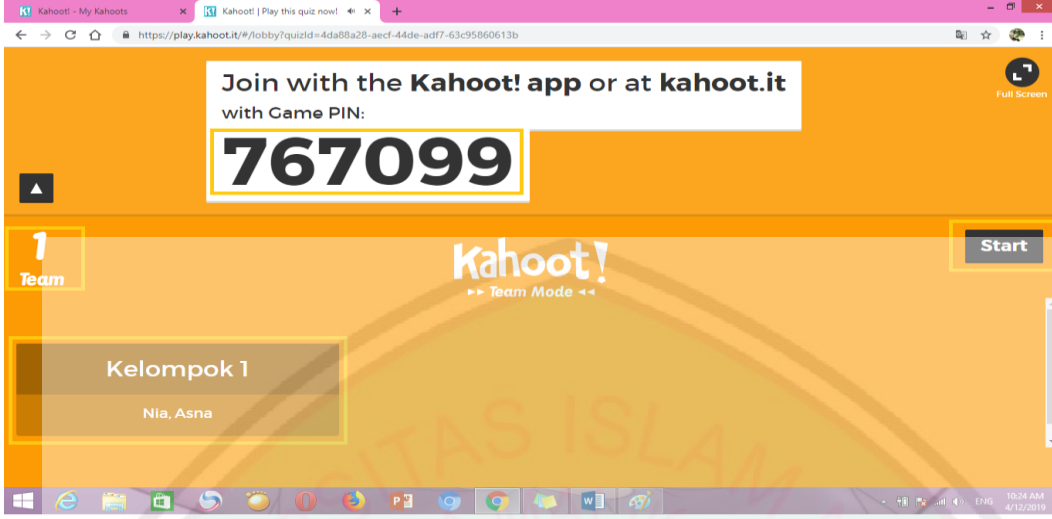 Kahoot! - My Kahoots
Kahoot! | Play this quiz now!
https://play.kahoot.it/#/lobby?quizId=4da88a28-aecf-44de-adf7-63c95860613b
Join with the Kahoot! app or at kahoot.it
with Game PIN:
767099
Full Screen
1
Team
Kahoot!
Team Mode
Start
Kelompok 1
Nia, Asna
ITAS ISLAM
ENG
10:24 AM
4/12/2019